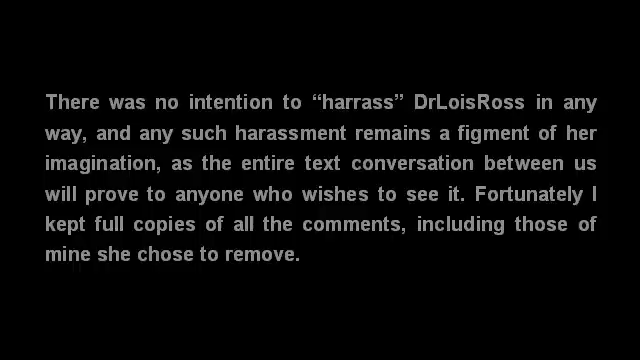 There was no intention to “harrass” DrLoisRoss in any
way, and any such harassment remains a figment of her
imagination, as the entire text conversation between us
will prove to anyone who wishes to see it. Fortunately I
kept full copies of all the comments, including those of
mine she chose to remove.